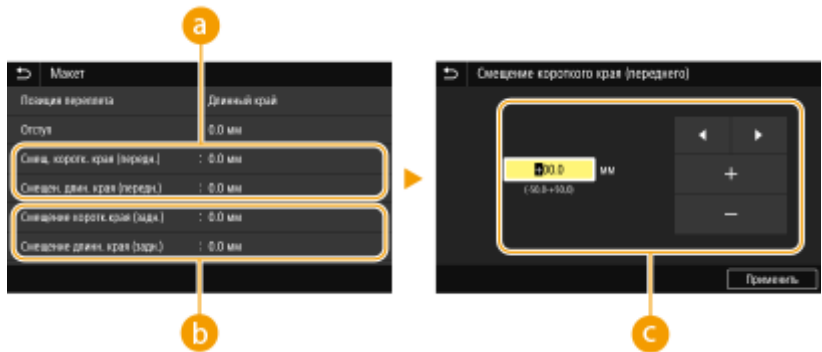 a
Макет
Позиция переплета Длинный край
Отступ 0.0 мм
Смещ. коротк. края (передн.) : 0.0 мм
Смещен. длин. края (передн.) : 0.0 мм
Смещение коротк.края (задн.) : 0.0 мм
Смещение длинн. края (задн.) : 0.0 мм
b
Смещение короткого края (переднего)
+00.0 мм
(-50.0-+50.0)
+
−
Применить
c